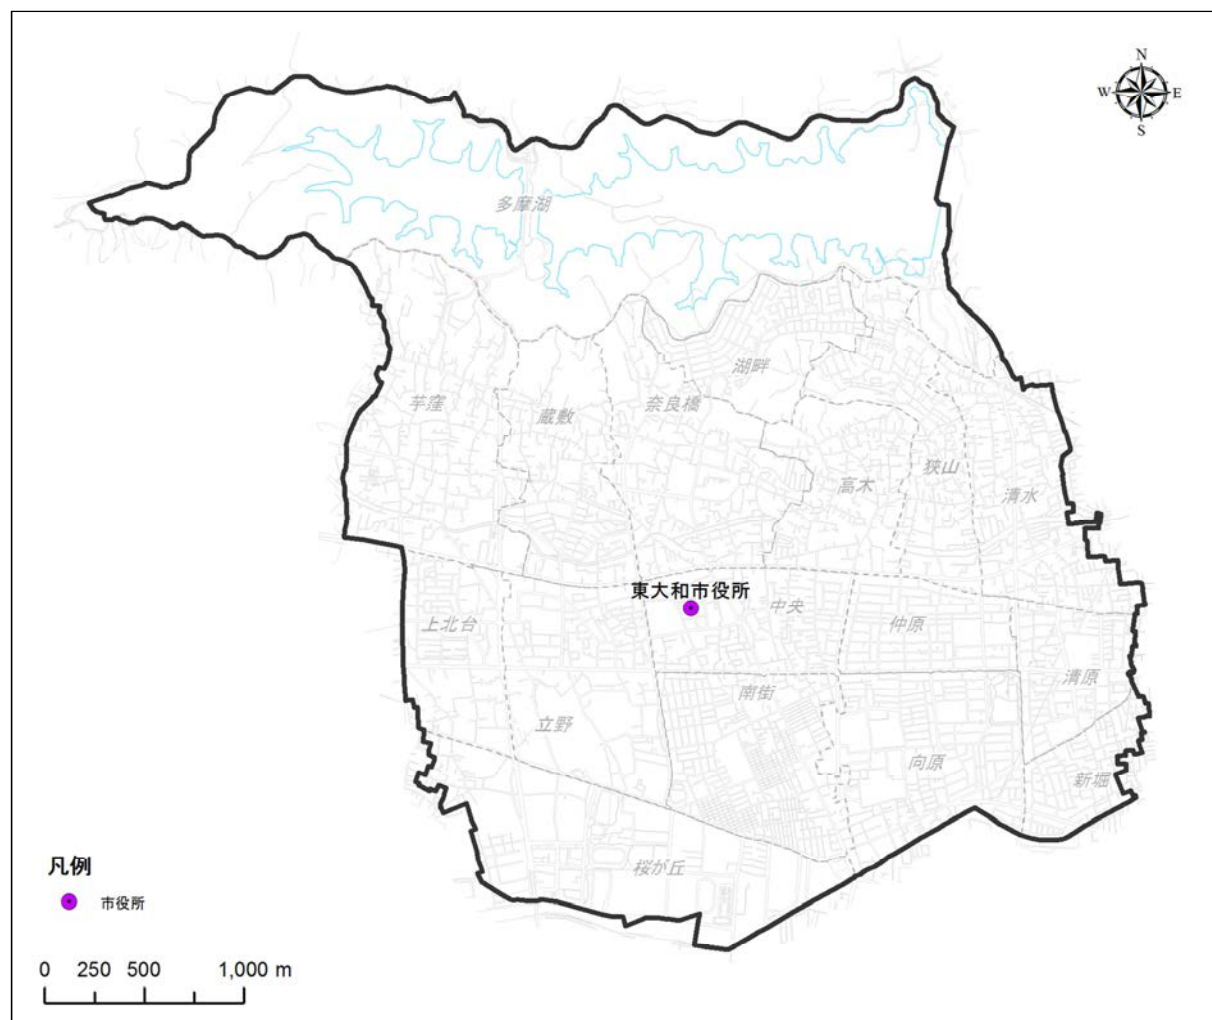 N
W
E
S
多摩湖
湖畔
芋窪
蔵敷
奈良橋
狭山
高木
清水
東大和市役所
中央
上北台
仲原
清原
南街
立野
向原
新堀
桜が丘
凡例
市役所
0 250 500 1,000 m